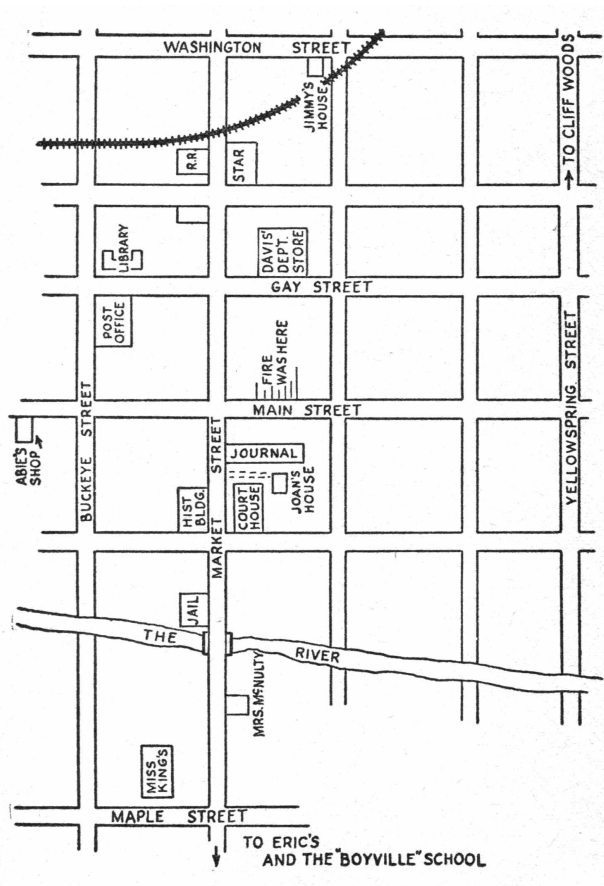 WASHINGTON STREET
JIMMY'S
HOUSE
TO CLIFF WOODS
R.R.
STAR
LIBRARY
DAVIS'
DEPT.
STORE
GAY STREET
POST
OFFICE
FIRE
WAS HERE
MAIN STREET
BUCKEYE STREET
MARKET STREET
YELLOWSPRING STREET
ABIE'S
SHOP
JOURNAL
HIST
BLDG.
COURT
HOUSE
JOAN'S
HOUSE
JAIL
THE RIVER
MRS. McNULTY
MISS
KING'S
MAPLE STREET
TO ERIC'S
AND THE "BOYVILLE" SCHOOL